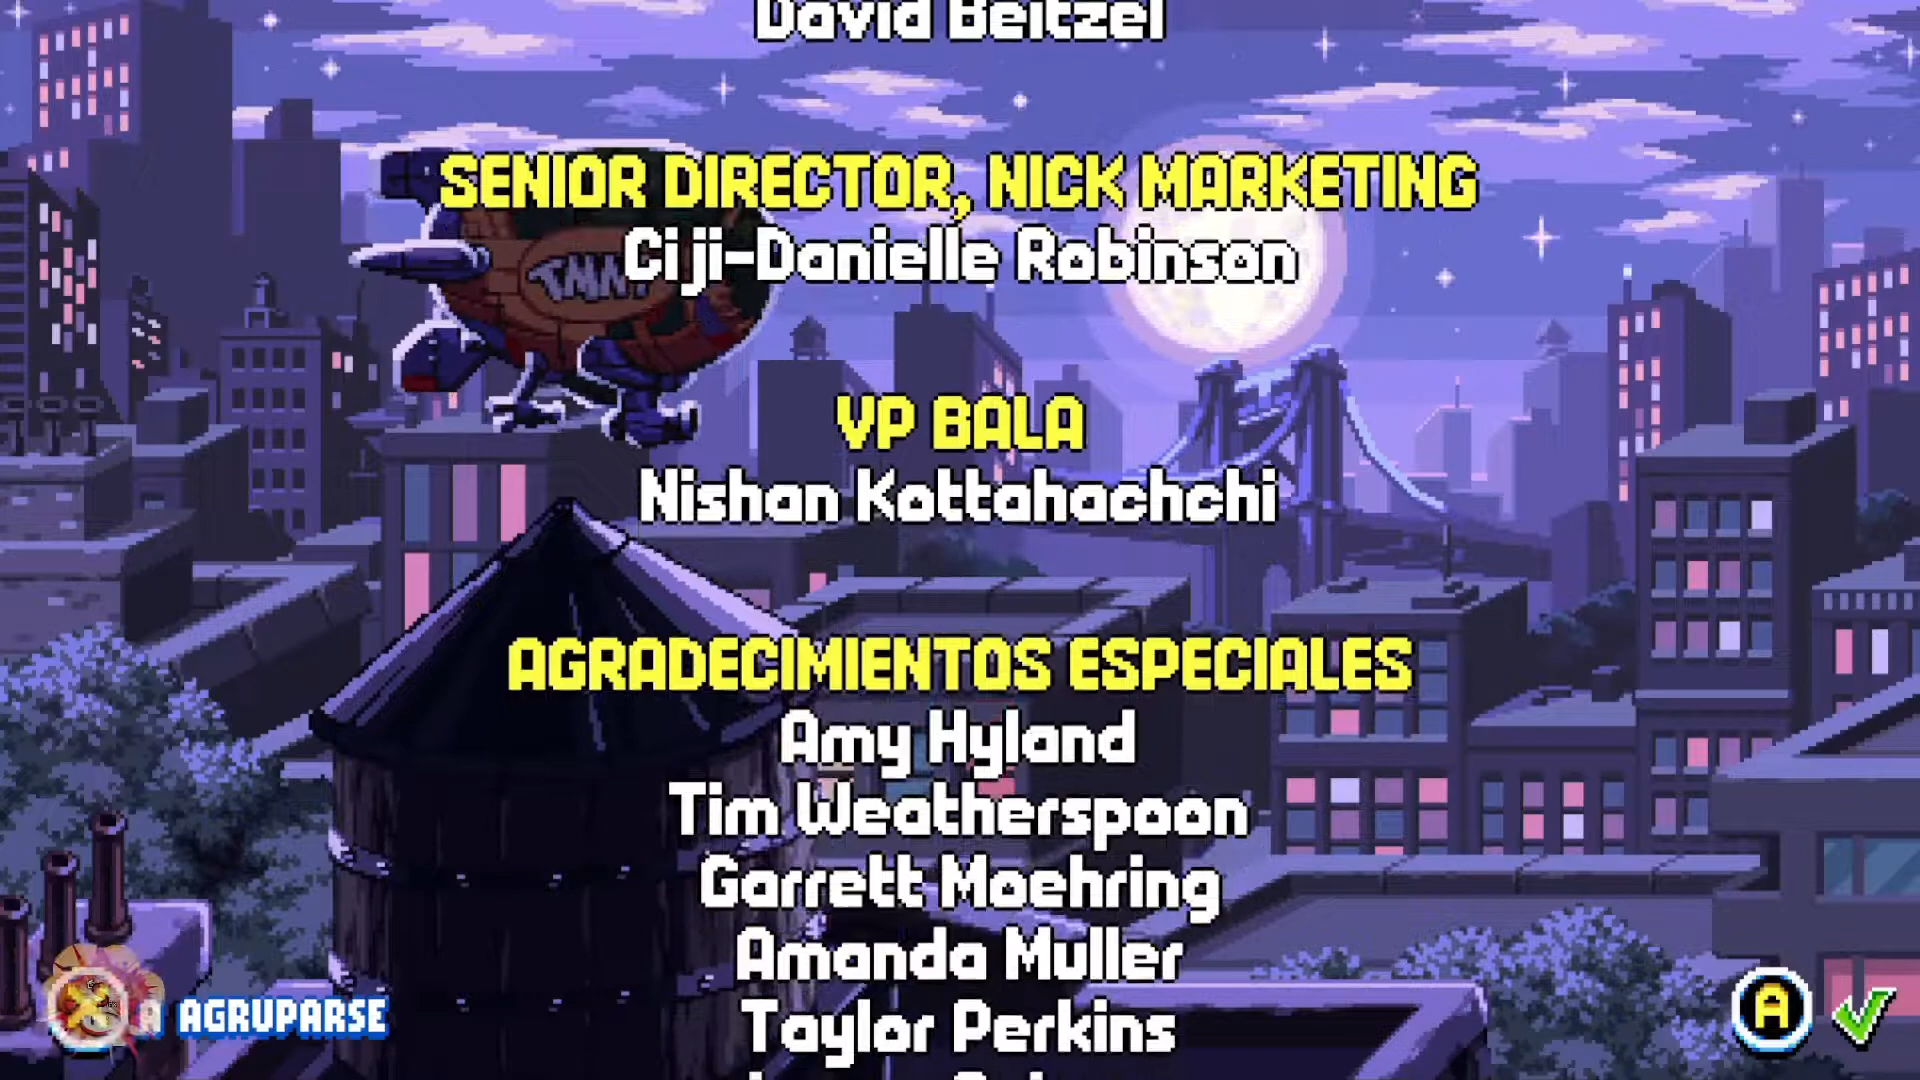 David Beitzel
SENIOR DIRECTOR, NICK MARKETING
Ciji-Danielle Robinson
TMNT
VP BALA
Nishan Kottahachchi
AGRADECIMIENTOS ESPECIALES
Amy Hyland
Tim Weatherspoon
Garrett Moehring
Amanda Muller
Taylor Perkins
X A AGRUPARSE
A